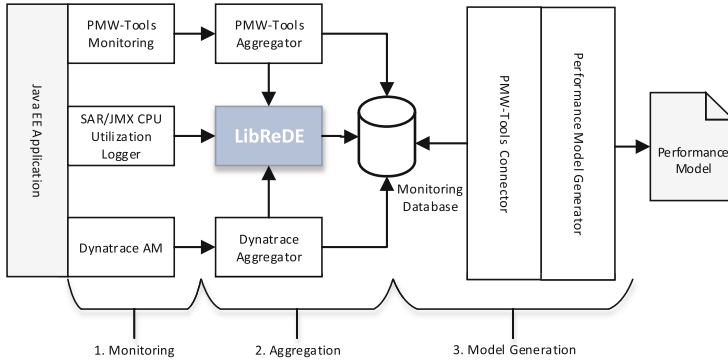 Java EE Application
PMW-Tools
Monitoring
SAR/JMX CPU
Utilization
Logger
Dynatrace AM
PMW-Tools
Aggregator
LibReDE
Dynatrace
Aggregator
Monitoring
Database
PMW-Tools Connector
Performance Model Generator
Performance
Model
1. Monitoring
2. Aggregation
3. Model Generation